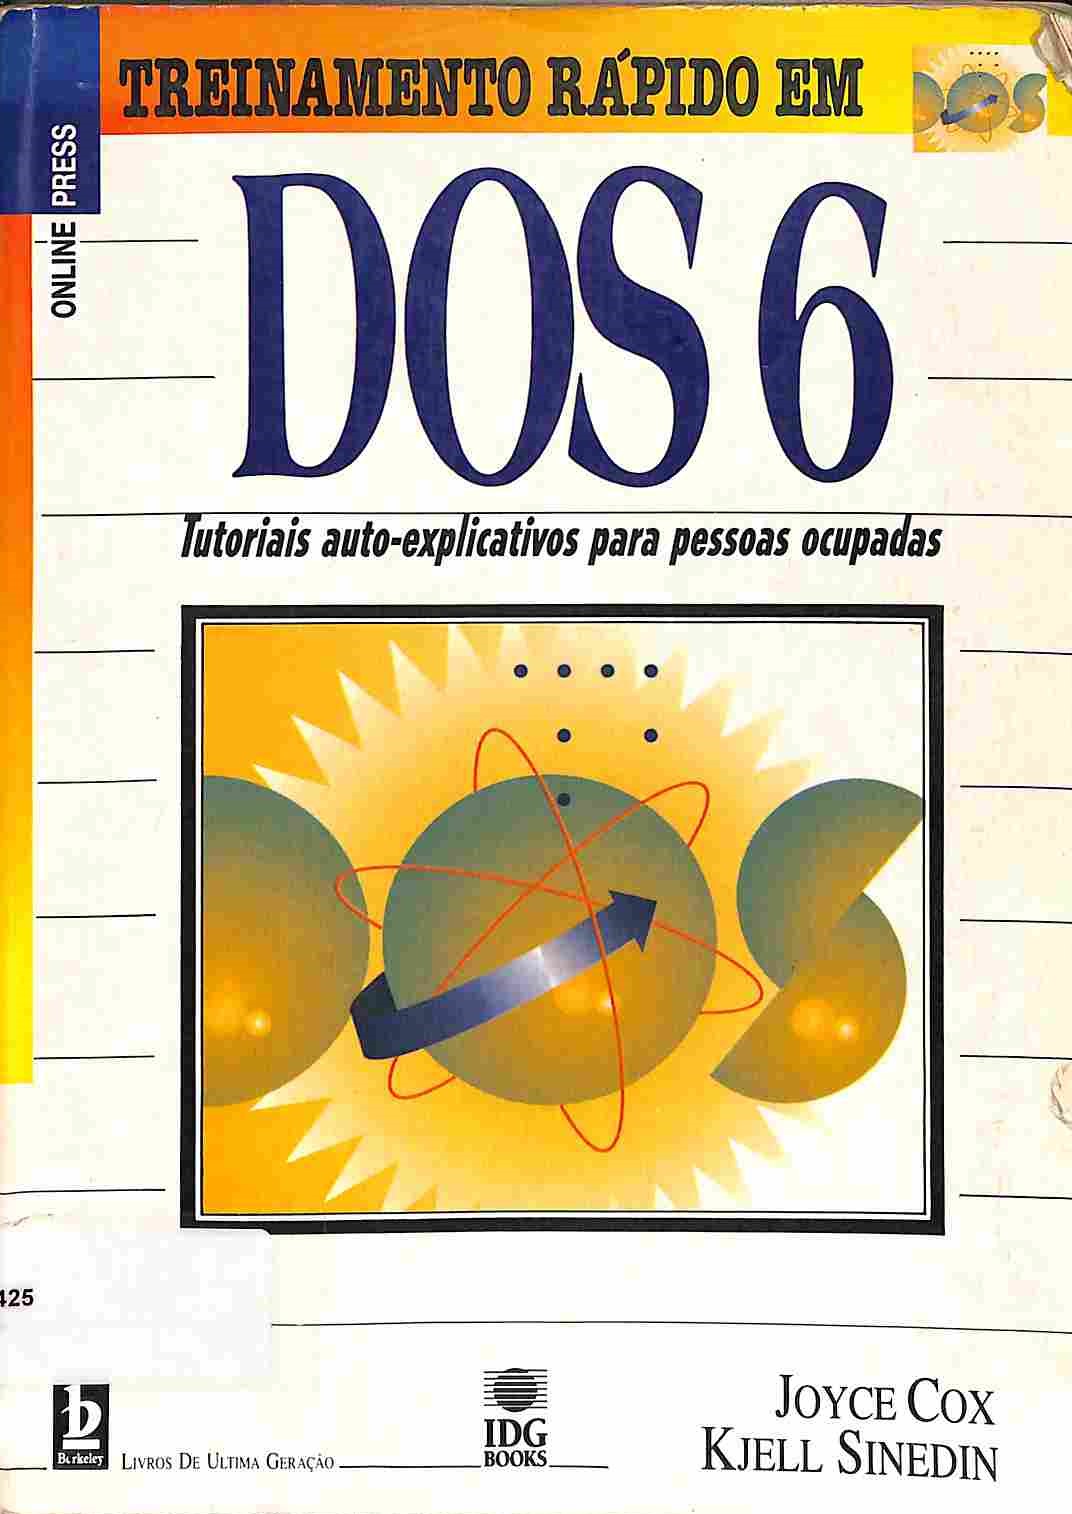 TREINAMENTO RÁPIDO EM
ONLINE PRESS
DOS 6
Tutoriais auto-explicativos para pessoas ocupadas
425
JOYCE COX
KJELL SINEDIN
b
Berkeley
LIVROS DE ULTIMA GERAÇÃO
IDG
BOOKS